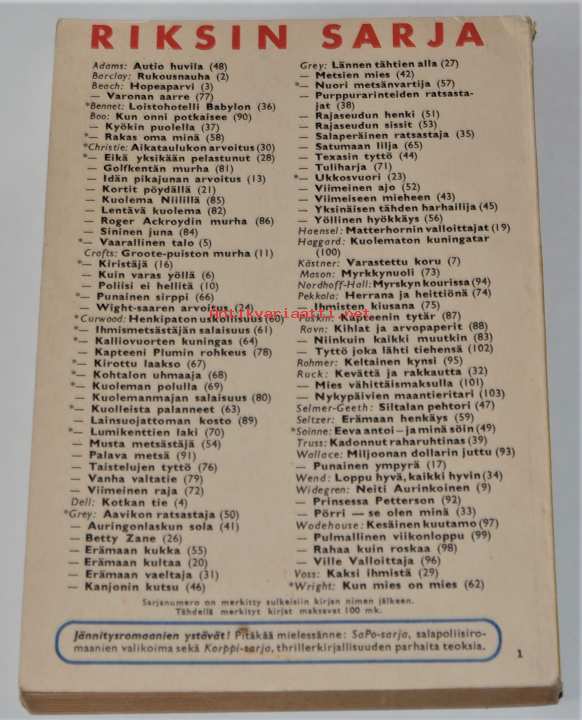 RIKSIN SARJA
Adams: Autio huvila (48)
Barclay: Rukousnauha (2)
Beach: Hopeaparvi (3)
— Varonan aarre (77)
*Bennet: Loistohotelli Babylon (36)
Boo: Kun onni potkaisee (90)
— Kyökin puolella (37)
*— Rakas oma minä (58)
*Christie: Aikataulukon arvoitus (30)
*— Eikä yksikään pelastunut (28)
— Golfkentän murha (81)
— Idän pikajunan arvoitus (13)
— Kortit pöydällä (21)
— Kuolema Niilillä (85)
— Lentävä kuolema (82)
— Roger Ackroydin murha (86)
— Sininen juna (84)
*— Vaarallinen talo (5)
Crofts: Groote-puiston murha (11)
*— Kiristäjä (16)
— Kuin varas yöllä (6)
— Poliisi ei hellitä (10)
*— Punainen sirppi (66)
— Wight-saaren arvoitus (24)
*Curwood: Henkipaton uskollisuus (60)
*— Ihmismetsästäjän salaisuus (61)
*— Kalliovuorten kuningas (64)
— Kapteeni Plumin rohkeus (78)
*— Kirottu laakso (67)
*— Kohtalon uhmaaja (68)
*— Kuoleman polulla (69)
— Kuolemanmajan salaisuus (80)
*— Kuolleista palanneet (63)
— Lainsuojattoman kosto (89)
*— Lumikenttien laki (70)
— Musta metsästäjä (54)
— Palava metsä (91)
— Taistelujen tyttö (76)
— Vanha valtatie (79)
— Viimeinen raja (72)
Dell: Kotkan tie (4)
*Grey: Aavikon ratsastaja (50)
— Auringonlaskun sola (41)
— Betty Zane (26)
— Erämaan kukka (55)
— Erämaan kultaa (20)
— Erämaan vaeltaja (31)
— Kanjonin kutsu (46)
Grey: Lännen tähtien alla (27)
— Metsien mies (42)
*— Nuori metsänvartija (57)
— Purppurarinteiden ratsasta-
jat (38)
— Rajaseudun henki (51)
— Rajaseudun sissit (53)
— Salaperäinen ratsastaja (35)
— Satumaan lilja (65)
— Texasin tyttö (44)
— Tuliharja (71)
*— Ukkosvuori (23)
— Viimeinen ajo (52)
— Viimeiseen mieheen (43)
— Yksinäisen tähden harhailija (45)
— Yöllinen hyökkäys (56)
Haensel: Matterhornin valloittajat (19)
Haggard: Kuolematon kuningatar
(100)
Kästner: Varastettu koru (7)
Mason: Myrkkynuoli (73)
Nordhoff-Hall: Myrskyn kourissa (94)
Pekkala: Herrana ja heittiönä (74)
— Ihmisten kiusana (75)
Puškin: Kapteenin tytär (87)
Ravn: Kihlat ja arvopaperit (88)
— Niinkuin kaikki muutkin (83)
— Tyttö joka lähti tiehensä (102)
Rohmer: Keltainen kynsi (95)
Ruck: Kevättä ja rakkautta (32)
— Mies vähittäismaksulla (101)
— Nykypäivien maantieritari (103)
Selmer-Geeth: Siltalan pehtori (47)
Seltzer: Erämaan henkäys (59)
*Soinne: Eeva antoi — ja minä söin (49)
Truss: Kadonnut raharuhtinas (39)
Wallace: Miljoonan dollarin juttu (93)
— Punainen ympyrä (17)
Wend: Loppu hyvä, kaikki hyvin (34)
Widegren: Neiti Aurinkoinen (9)
— Prinsessa Petterson (92)
— Pörri — se olen minä (33)
Wodehouse: Kesäinen kuutamo (97)
— Pulmallinen viikonloppu (99)
— Rahaa kuin roskaa (98)
— Ville Valloittaja (96)
Voss: Kaksi ihmistä (29)
*Wright: Kun mies on mies (62)
Antikvariaatti.net
Sarjanumero on merkitty sulkeisiin kirjan nimen jälkeen.
Tähdellä merkityt kirjat maksavat 100 mk.
Jännitysromaanien ystävät! Pitäkää mielessänne: SaPo-sarja, salapoliisiro-
maanien valikoima sekä Korppi-sarja, thrillerkirjallisuuden parhaita teoksia.
1